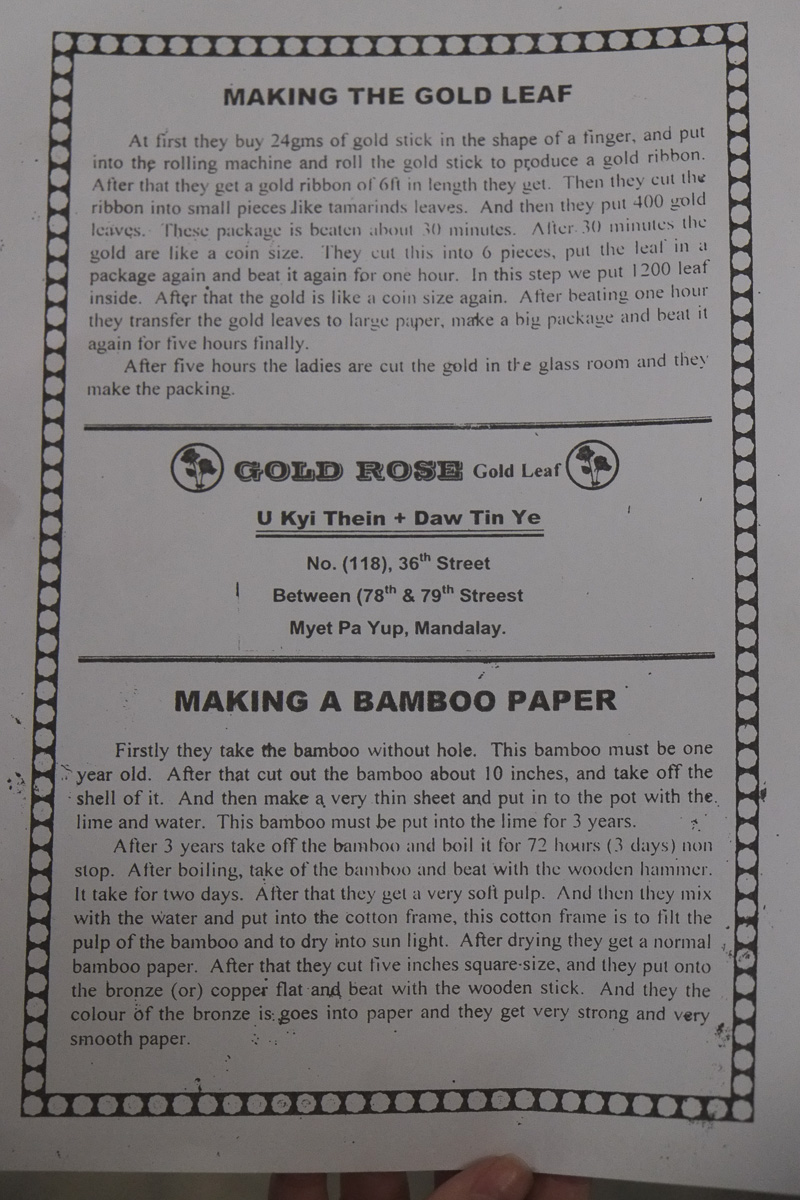 MAKING THE GOLD LEAF
At first they buy 24gms of gold stick in the shape of a finger, and put
into the rolling machine and roll the gold stick to produce a gold ribbon.
After that they get a gold ribbon of 6ft in length they get. Then they cut the
ribbon into small pieces like tamarinds leaves. And then they put 400 gold
leaves. These package is beaten about 30 minutes. After 30 minutes the
gold are like a coin size. They cut this into 6 pieces, put the leaf in a
package again and beat it again for one hour. In this step we put 1200 leaf
inside. After that the gold is like a coin size again. After beating one hour
they transfer the gold leaves to large paper, make a big package and beat it
again for five hours finally.
After five hours the ladies are cut the gold in the glass room and they
make the packing.
GOLD ROSE Gold Leaf
U Kyi Thein + Daw Tin Ye
No. (118), 36th Street
Between (78th & 79th Streest
Myet Pa Yup, Mandalay.
MAKING A BAMBOO PAPER
Firstly they take the bamboo without hole. This bamboo must be one
year old. After that cut out the bamboo about 10 inches, and take off the
shell of it. And then make a very thin sheet and put in to the pot with the
lime and water. This bamboo must be put into the lime for 3 years.
After 3 years take off the bamboo and boil it for 72 hours (3 days) non
stop. After boiling, take of the bamboo and beat with the wooden hammer.
It take for two days. After that they get a very soft pulp. And then they mix
with the water and put into the cotton frame, this cotton frame is to filt the
pulp of the bamboo and to dry into sun light. After drying they get a normal
bamboo paper. After that they cut five inches square-size, and they put onto
the bronze (or) copper flat and beat with the wooden stick. And they the
colour of the bronze is goes into paper and they get very strong and very
smooth paper.